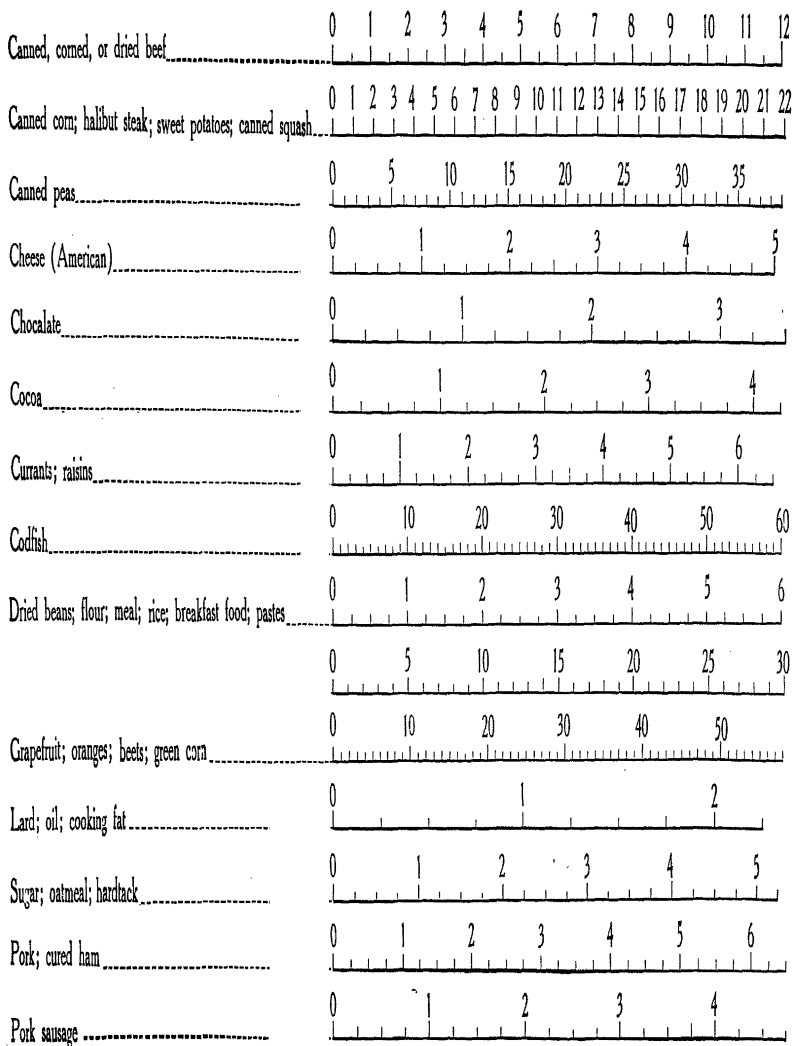 0 1 2 3 4 5 6 7 8 9 10 11 12
Canned, corned, or dried beef
0 1 2 3 4 5 6 7 8 9 10 11 12 13 14 15 16 17 18 19 20 21 22
Canned corn; halibut steak; sweet potatoes; canned squash
0 5 10 15 20 25 30 35
Canned peas
0 1 2 3 4 5
Cheese (American)
0 1 2 3
Chocalate
0 1 2 3 4
Cocoa
0 1 2 3 4 5 6
Currants; raisins
0 10 20 30 40 50 60
Codfish
0 1 2 3 4 5 6
Dried beans; flour; meal; rice; breakfast food; pastes
0 5 10 15 20 25 30
0 10 20 30 40 50
Grapefruit; oranges; beets; green corn
0 1 2
Lard; oil; cooking fat
0 1 2 3 4 5
Sugar; oatmeal; hardtack
0 1 2 3 4 5 6
Pork; cured ham
0 1 2 3 4
Pork sausage